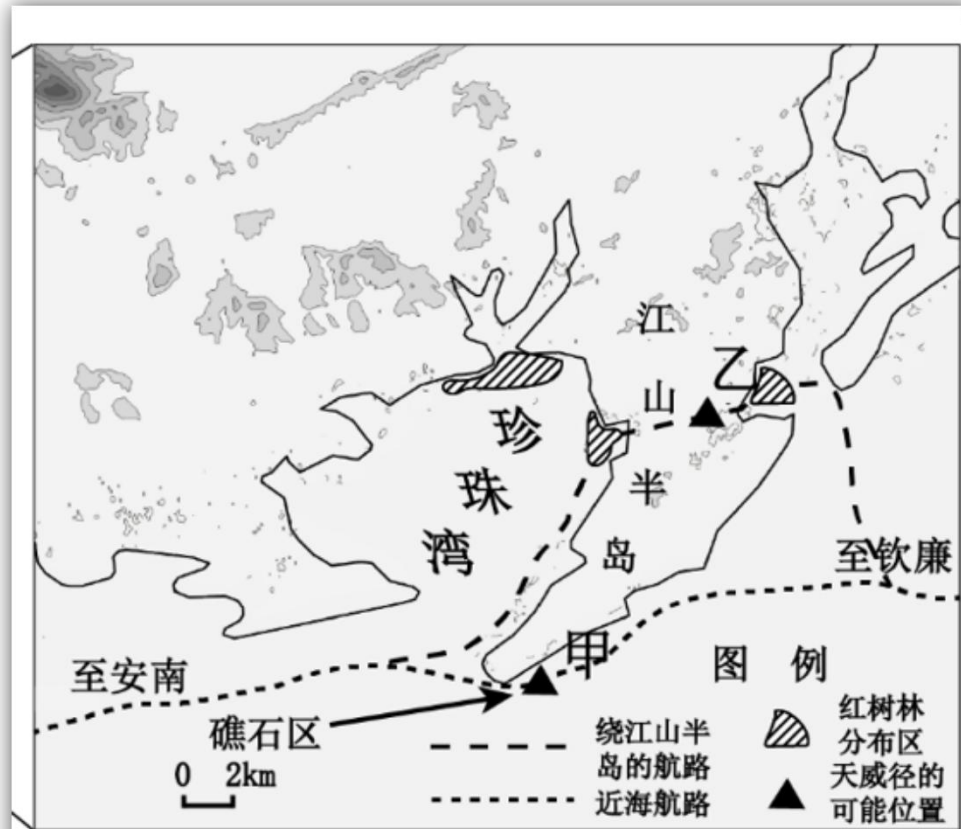 江山半岛
乙
珍珠湾
至钦廉
甲
至安南
礁石区
0 2km
图 例
绕江山半
岛的航路
近海航路
红树林
分布区
天威径的
可能位置